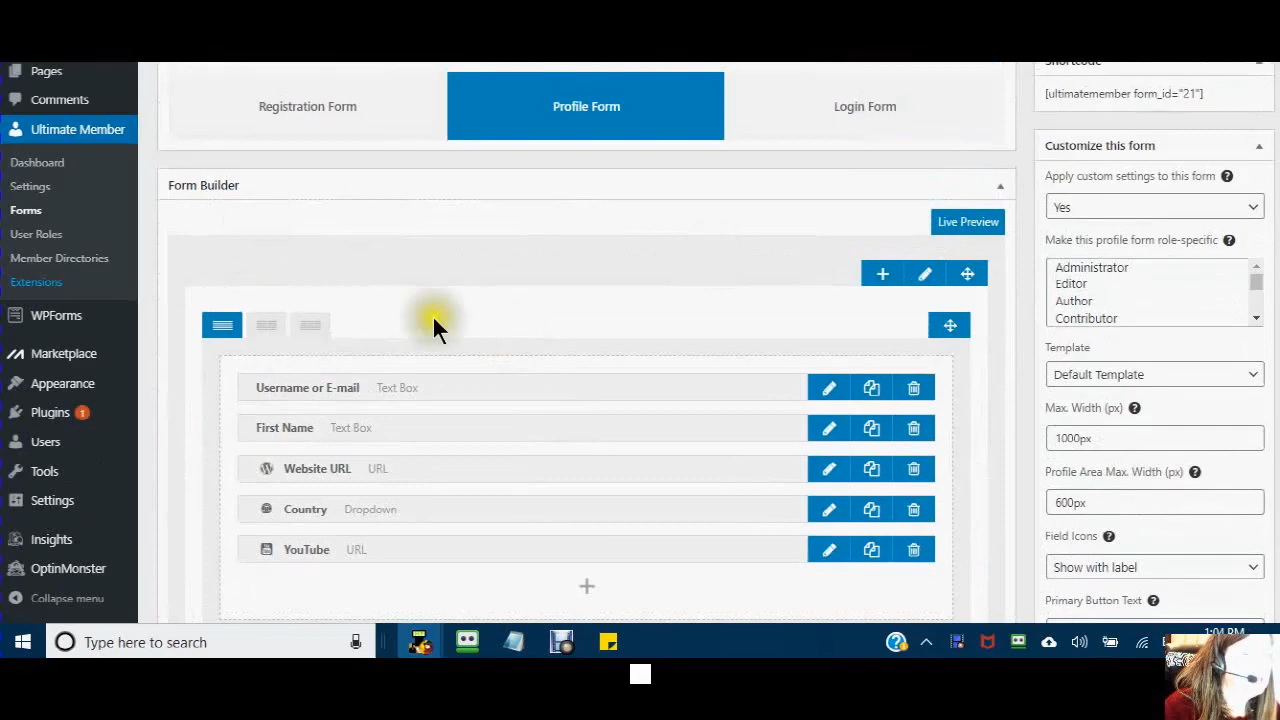 Pages
Comments
Ultimate Member
Dashboard
Settings
Forms
User Roles
Member Directories
Extensions
WPForms
Marketplace
Appearance
Plugins 1
Users
Tools
Settings
Insights
OptinMonster
Collapse menu
Registration Form
Profile Form
Login Form
Form Builder
Live Preview
Username or E-mail Text Box
First Name Text Box
Website URL URL
Country Dropdown
YouTube URL
Shortcode
[ultimatemember form_id="21"]
Customize this form
Apply custom settings to this form
Yes
Make this profile form role-specific
Administrator
Editor
Author
Contributor
Template
Default Template
Max. Width (px)
1000px
Profile Area Max. Width (px)
600px
Field Icons
Show with label
Primary Button Text
Type here to search
1:04 PM